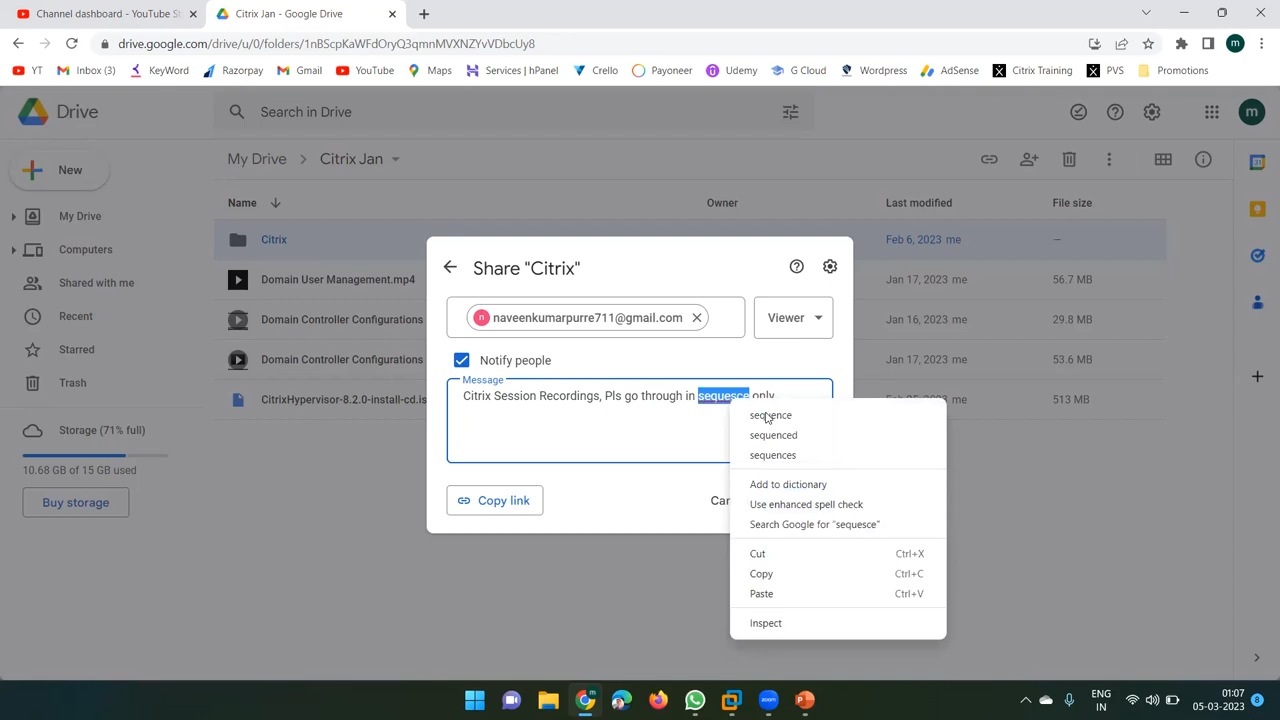 Channel dashboard - YouTube St
Citrix Jan - Google Drive
drive.google.com/drive/u/0/folders/1nBScpKaWFdOryQ3qmnMVXNZYvVDbcUy8
YT
Inbox (3)
KeyWord
Razorpay
Gmail
YouTube
Maps
Services | hPanel
Crello
Payoneer
Udemy
G Cloud
Wordpress
AdSense
Citrix Training
PVS
Promotions
Drive
Search in Drive
m
New
My Drive
Computers
Shared with me
Recent
Starred
Trash
Storage (71% full)
10.68 GB of 15 GB used
Buy storage
My Drive > Citrix Jan
Name Owner Last modified File size
Citrix Feb 6, 2023 me —
Domain User Management.mp4 Jan 17, 2023 me 56.7 MB
Domain Controller Configurations Jan 16, 2023 me 29.8 MB
Domain Controller Configurations Jan 17, 2023 me 53.6 MB
CitrixHypervisor-8.2.0-install-cd.is 513 MB
Share "Citrix"
n naveenkumarpurre711@gmail.com
Viewer
Notify people
Message
Citrix Session Recordings, Pls go through in sequesce only
Copy link
sequence
sequenced
sequences
Add to dictionary
Use enhanced spell check
Search Google for "sequesce"
Cut Ctrl+X
Copy Ctrl+C
Paste Ctrl+V
Inspect
zoom
ENG
IN
01:07
05-03-2023
8